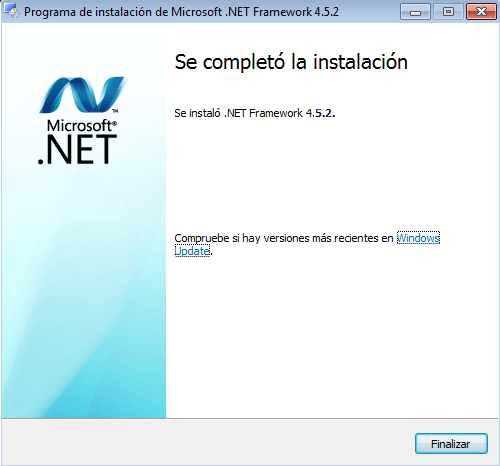 Programa de instalación de Microsoft .NET Framework 4.5.2
Se completó la instalación
Microsoft®
.NET
™
Se instaló .NET Framework 4.5.2.
Compruebe si hay versiones más recientes en Windows
Update.
Finalizar